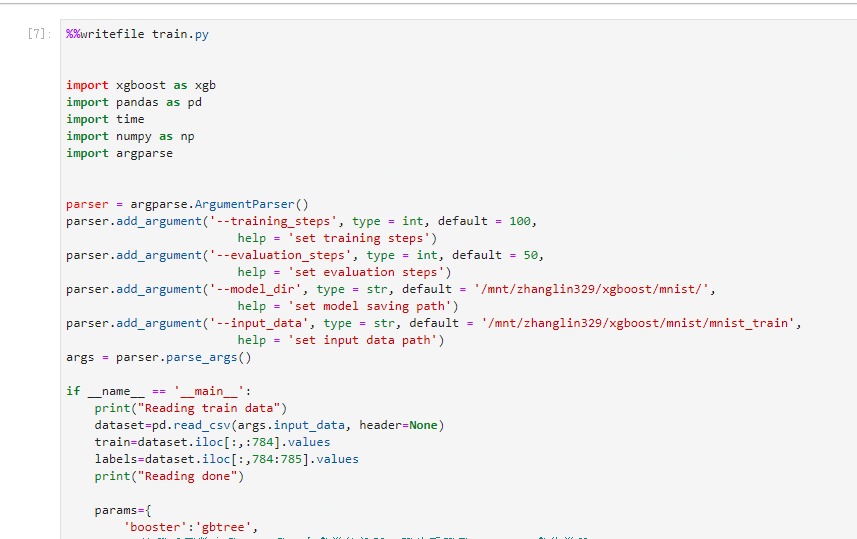 [7]:
%%writefile train.py
import xgboost as xgb
import pandas as pd
import time
import numpy as np
import argparse
parser = argparse.ArgumentParser()
parser.add_argument('--training_steps', type = int, default = 100,
help = 'set training steps')
parser.add_argument('--evaluation_steps', type = int, default = 50,
help = 'set evaluation steps')
parser.add_argument('--model_dir', type = str, default = '/mnt/zhanglin329/xgboost/mnist/',
help = 'set model saving path')
parser.add_argument('--input_data', type = str, default = '/mnt/zhanglin329/xgboost/mnist/mnist_train',
help = 'set input data path')
args = parser.parse_args()
if __name__ == '__main__':
print("Reading train data")
dataset=pd.read_csv(args.input_data, header=None)
train=dataset.iloc[:,:784].values
labels=dataset.iloc[:,784:785].values
print("Reading done")
params={
'booster':'gbtree',